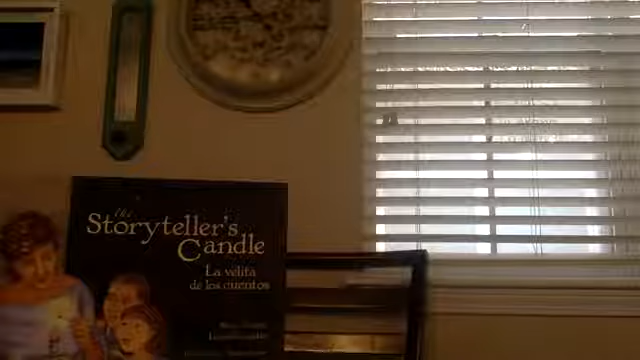 the
Storyteller's
Candle
La velita
de los cuentos